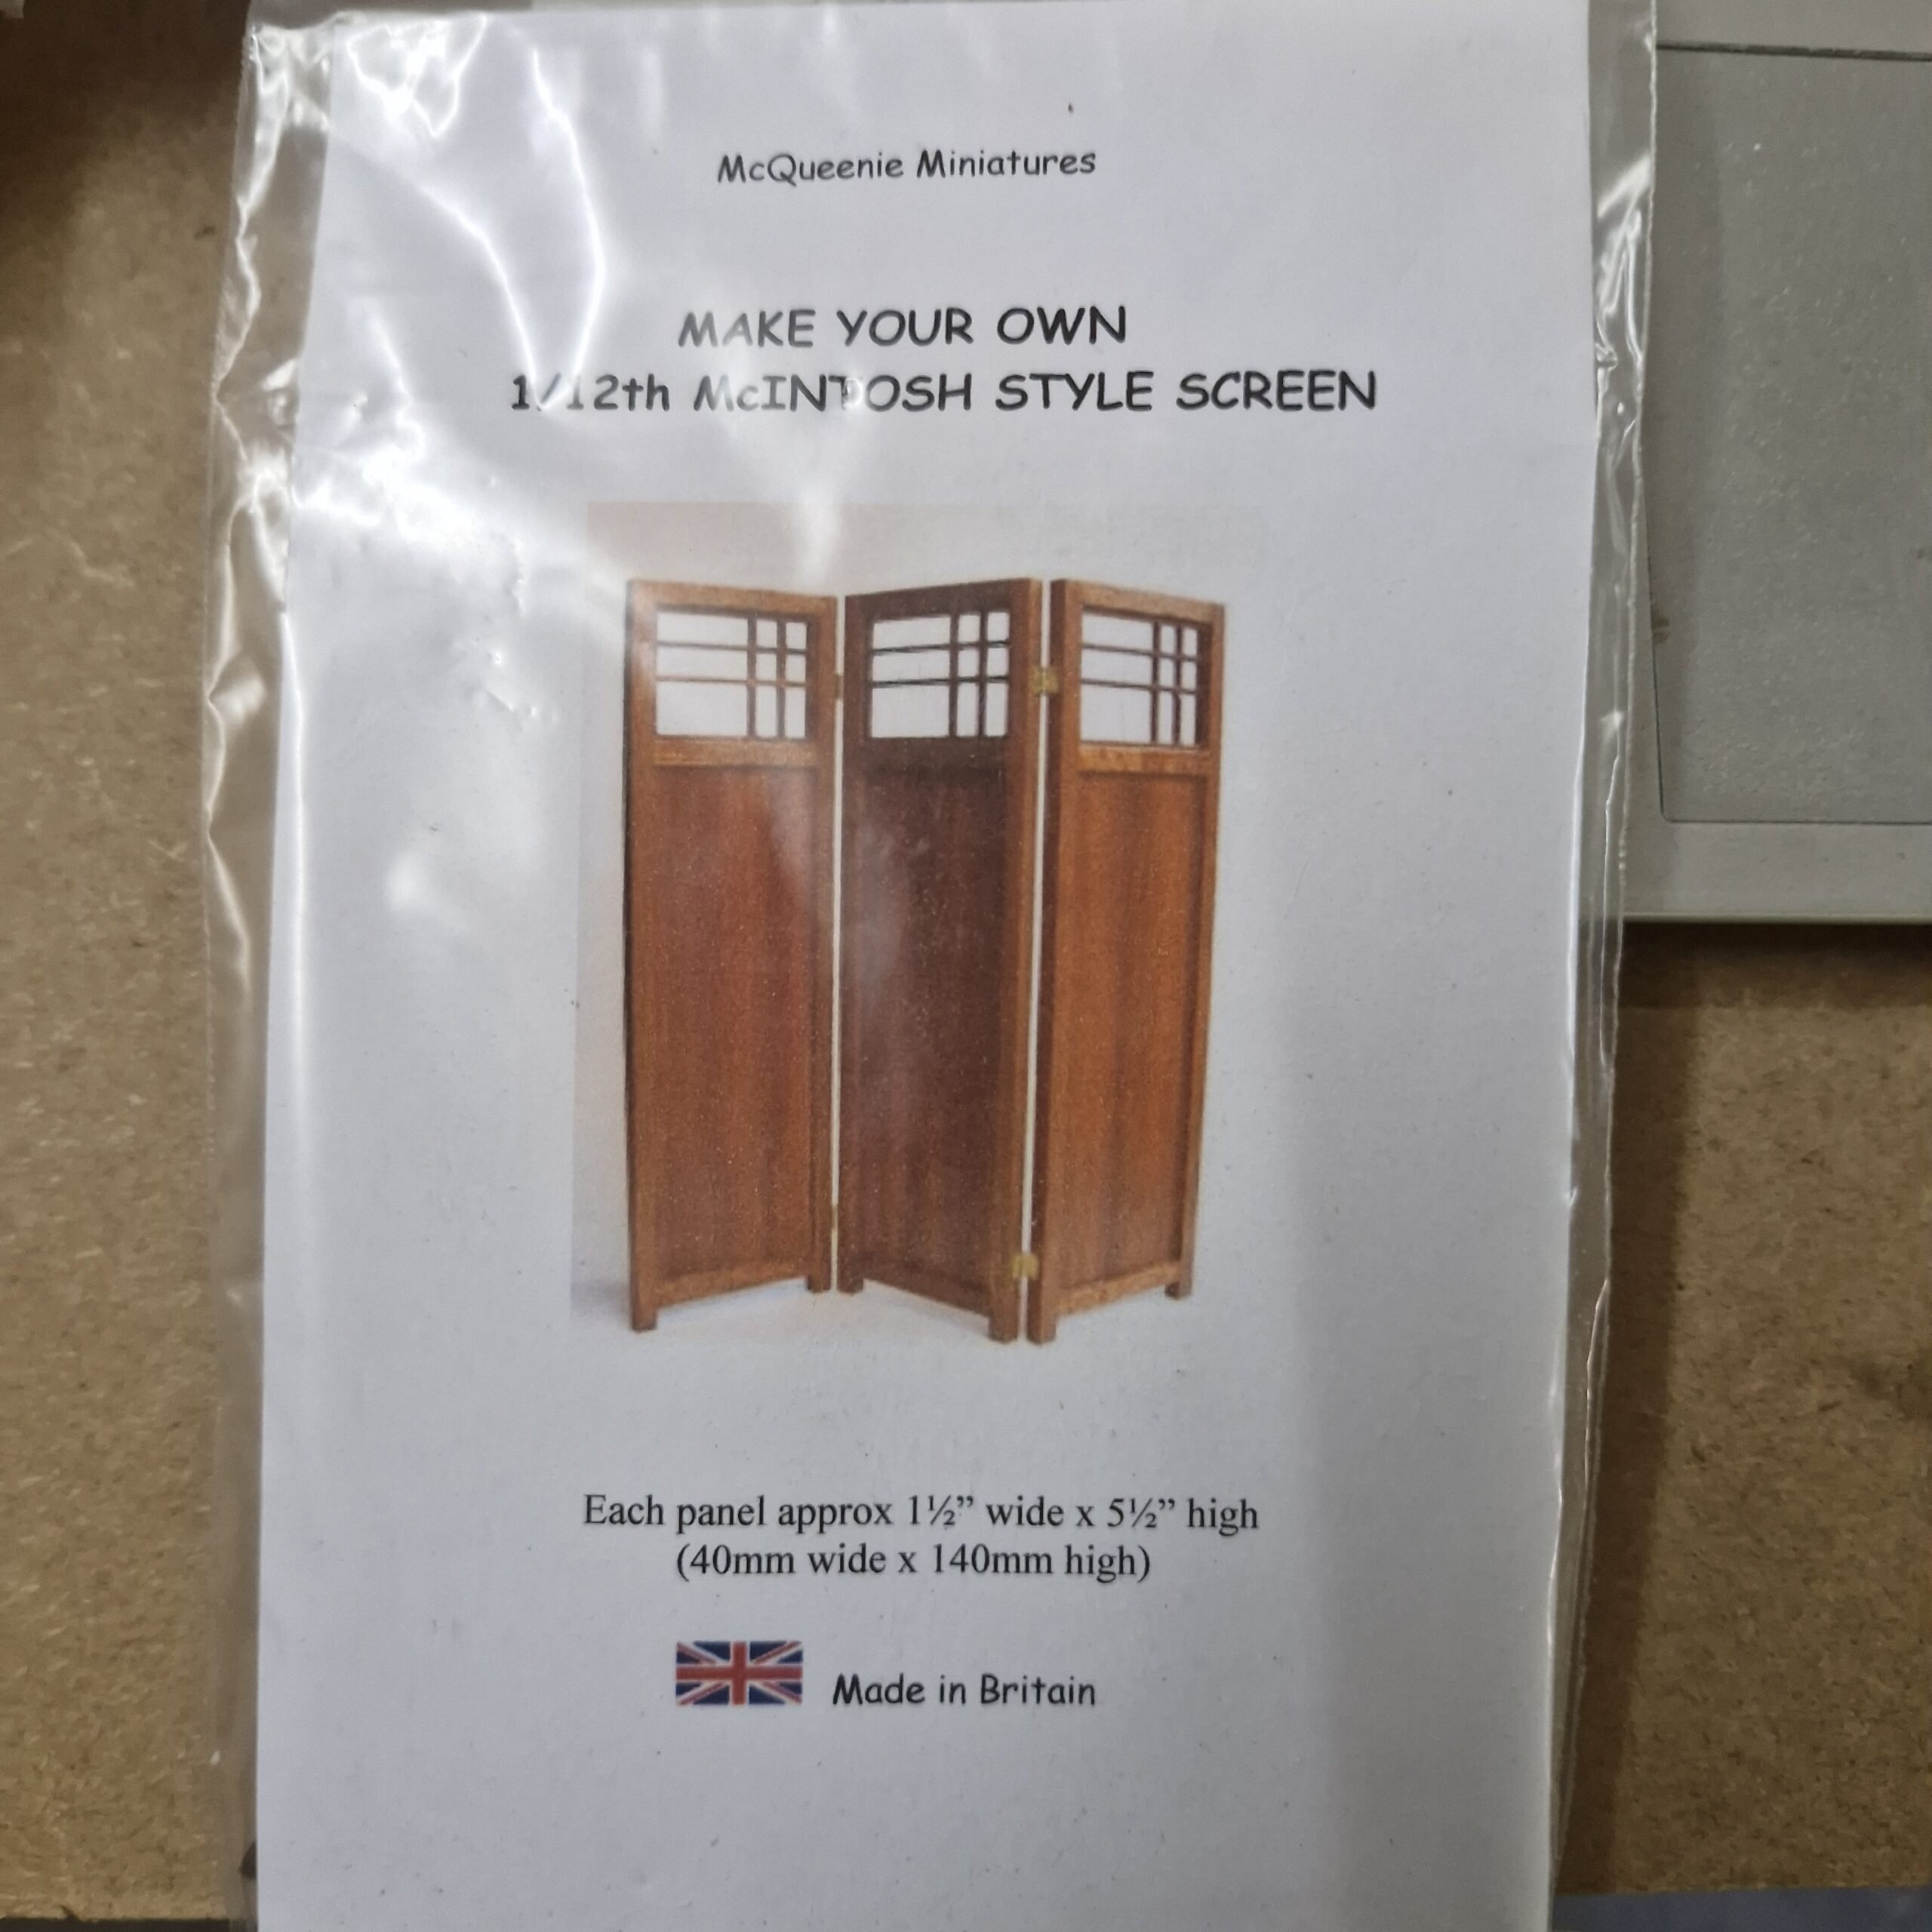 McQueenie Miniatures
MAKE YOUR OWN
1/12th McINTOSH STYLE SCREEN
Each panel approx 1½” wide x 5½” high
(40mm wide x 140mm high)
Made in Britain